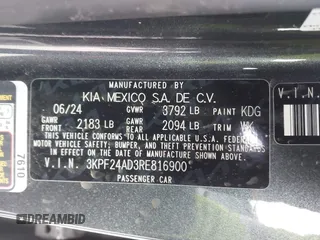 MFD BY
KIA MEXICO S.A. DE C.V.
06/24 GVWR 3792 LB PAINT KDG
GAWR FRONT 2183 LB GAWR REAR 2094 LB TRIM WK
THIS VEHICLE CONFORMS TO ALL APPLICABLE U.S. FEDERAL
MOTOR VEHICLE SAFETY, BUMPER, AND THEFT PREVENTION
STANDARDS IN EFFECT ON THE DATE OF MANUFACTURE SHOWN ABOVE.
V.I.N. 3KPF24AD3RE816900
PASSENGER CAR
7610
V.I.N.